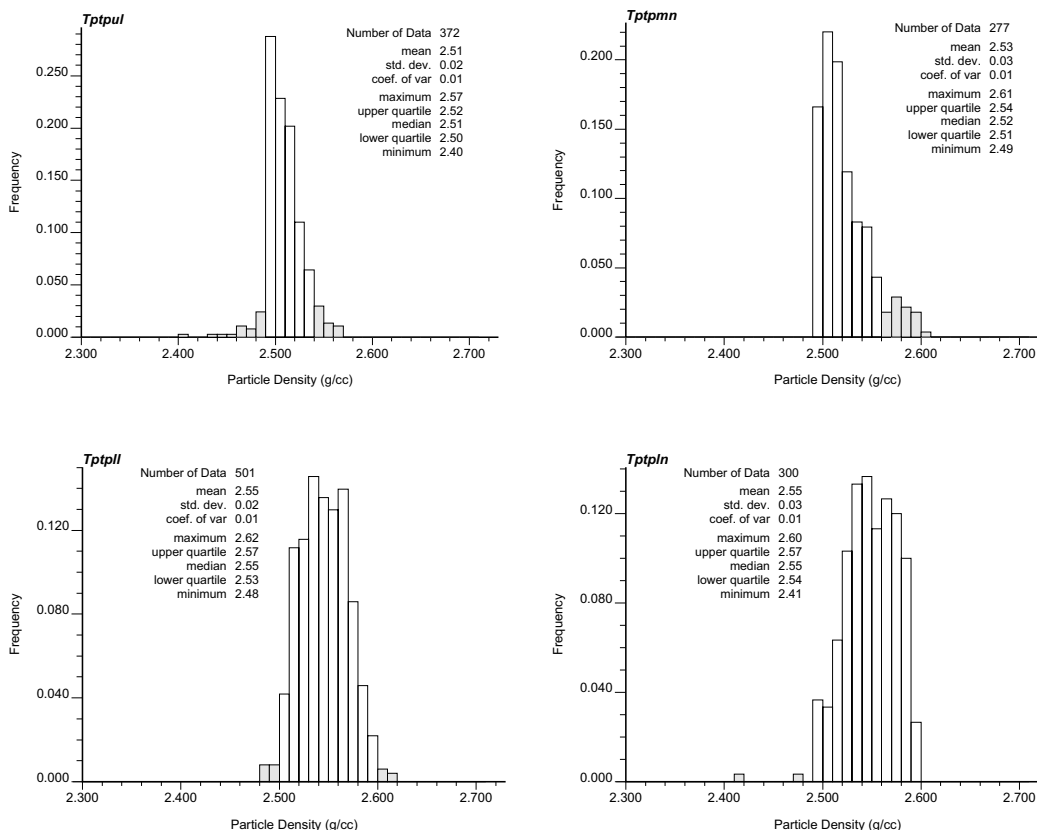 Tptpul
Number of Data 372
mean 2.51
std. dev. 0.02
coef. of var 0.01
maximum 2.57
upper quartile 2.52
median 2.51
lower quartile 2.50
minimum 2.40
Frequency
0.250
0.200
0.150
0.100
0.050
0.000
2.300 2.400 2.500 2.600 2.700
Particle Density (g/cc)
Tptpmn
Number of Data 277
mean 2.53
std. dev. 0.03
coef. of var 0.01
maximum 2.61
upper quartile 2.54
median 2.52
lower quartile 2.51
minimum 2.49
Frequency
0.200
0.150
0.100
0.050
0.000
2.300 2.400 2.500 2.600 2.700
Particle Density (g/cc)
Tptpll
Number of Data 501
mean 2.55
std. dev. 0.02
coef. of var 0.01
maximum 2.62
upper quartile 2.57
median 2.55
lower quartile 2.53
minimum 2.48
Frequency
0.120
0.080
0.040
0.000
2.300 2.400 2.500 2.600 2.700
Particle Density (g/cc)
Tptpln
Number of Data 300
mean 2.55
std. dev. 0.03
coef. of var 0.01
maximum 2.60
upper quartile 2.57
median 2.55
lower quartile 2.54
minimum 2.41
Frequency
0.120
0.080
0.040
0.000
2.300 2.400 2.500 2.600 2.700
Particle Density (g/cc)